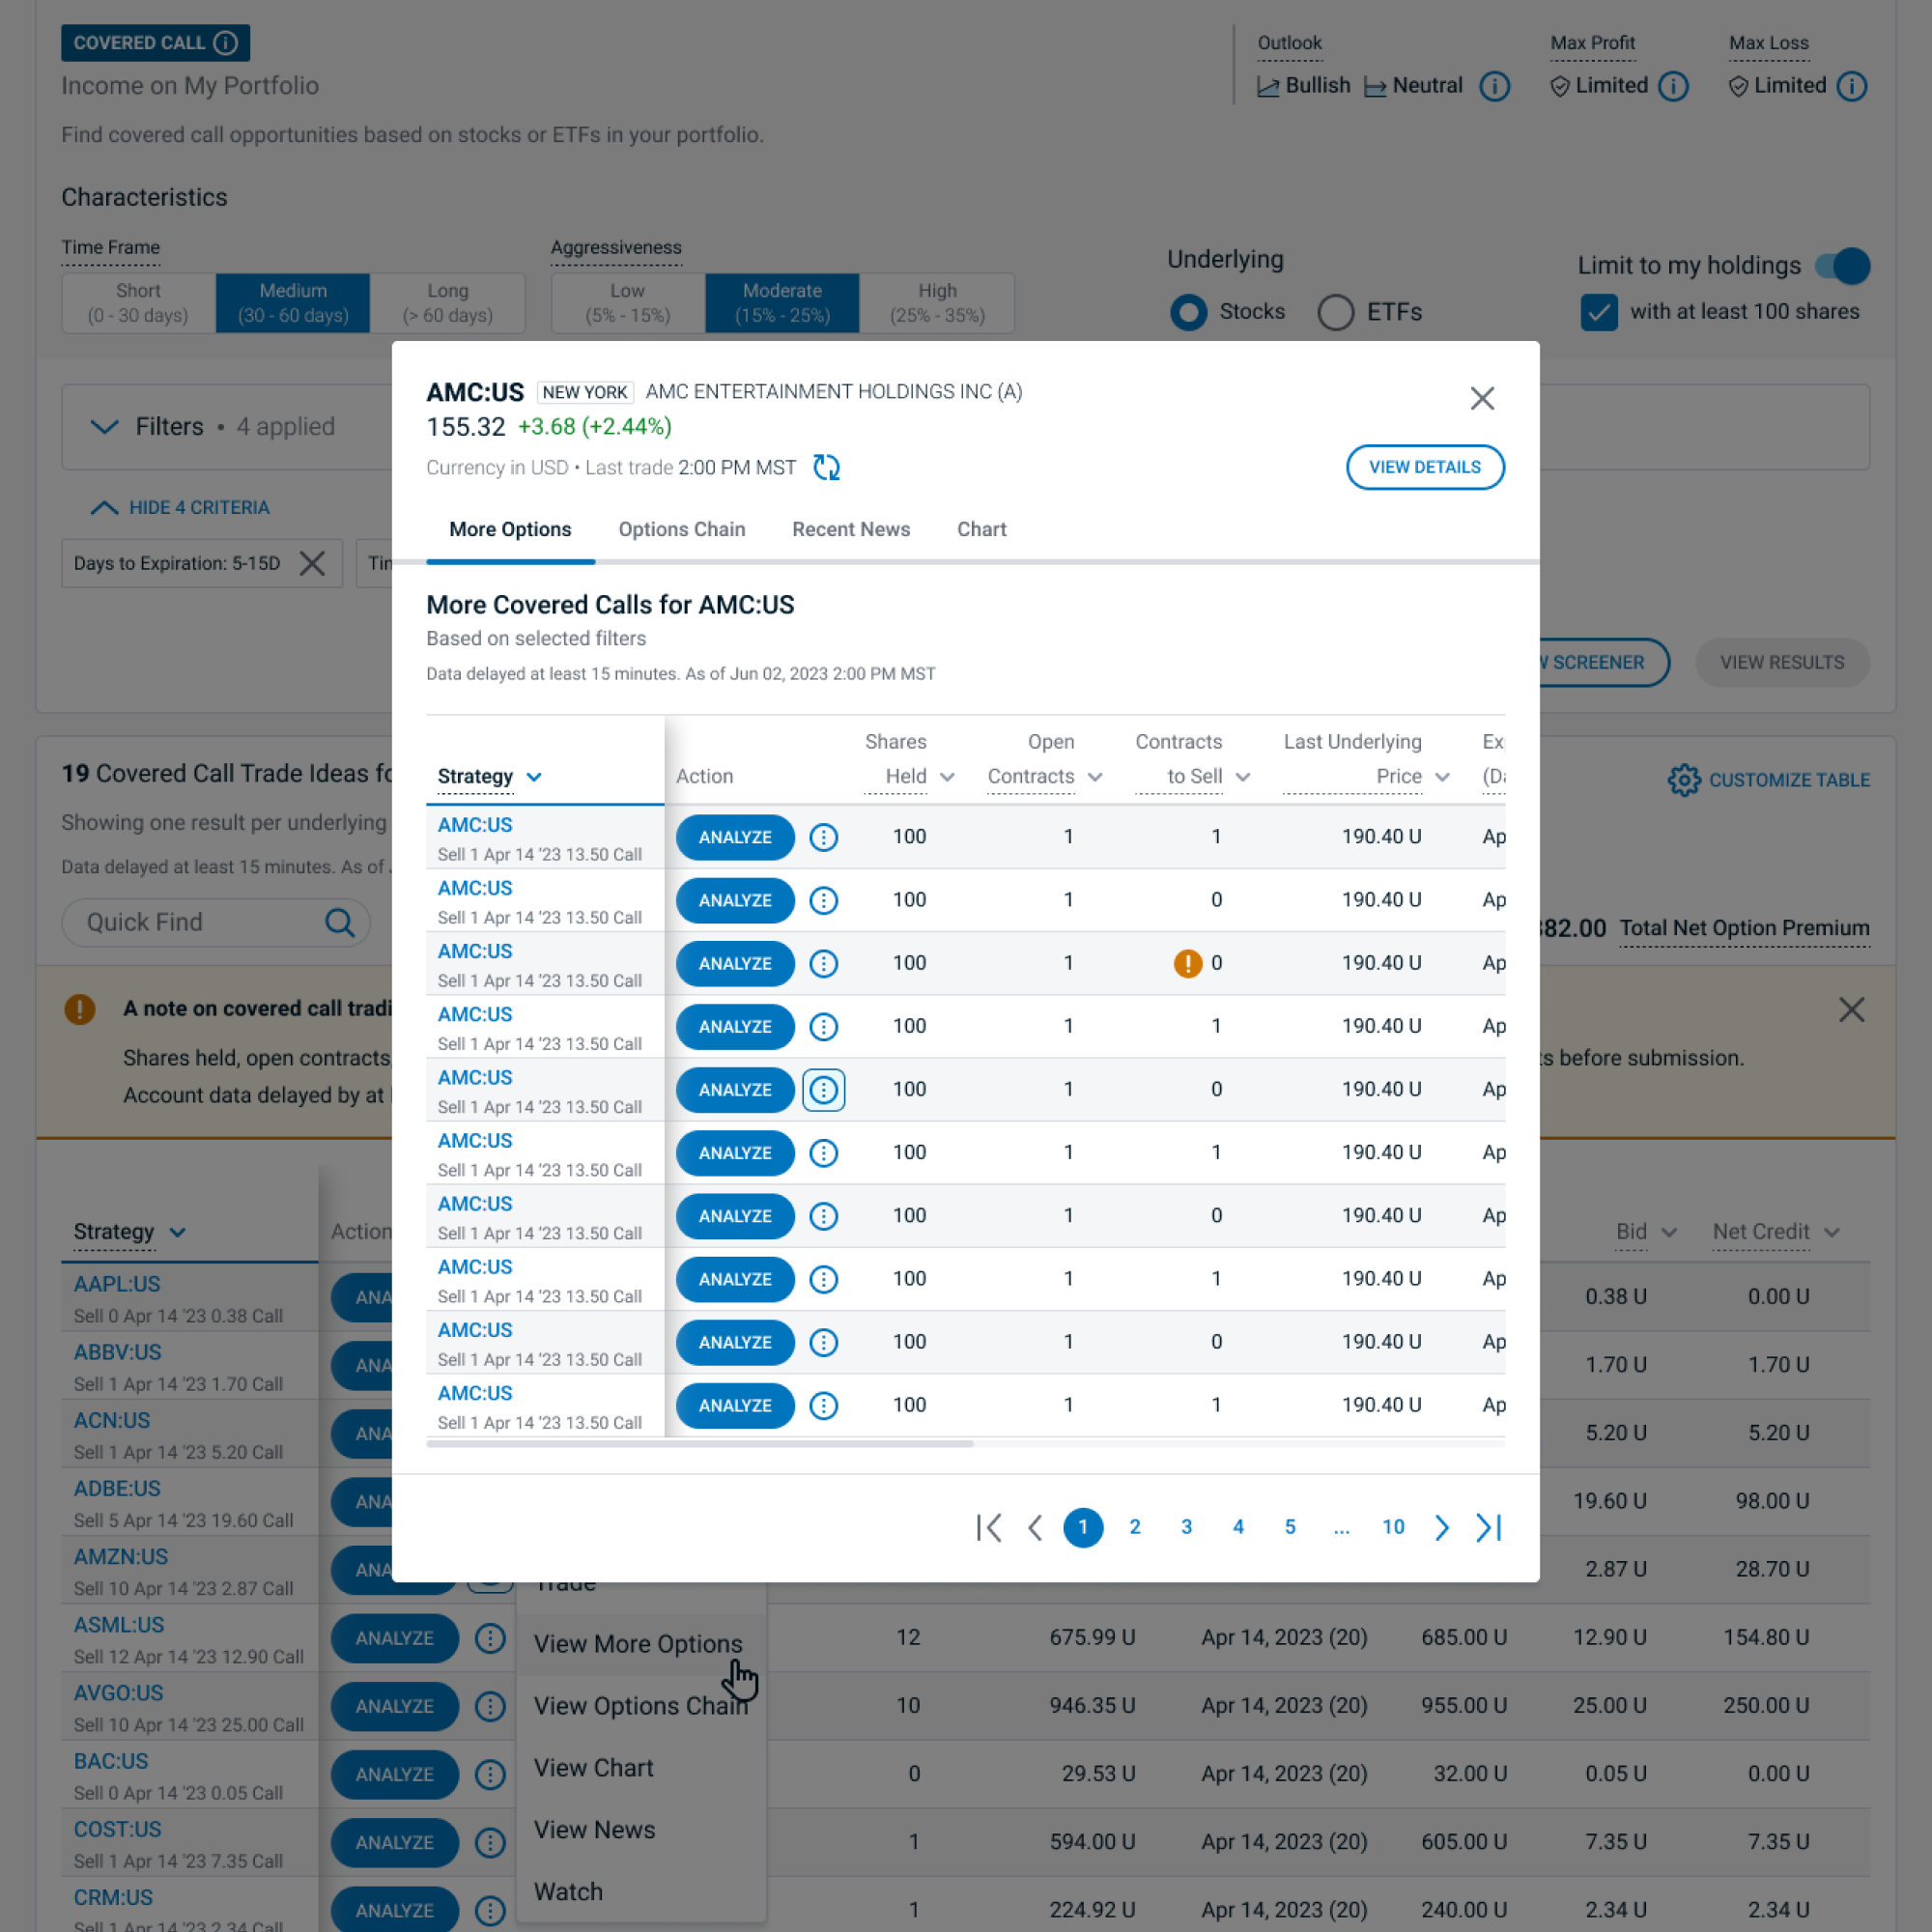 COVERED CALL
Income on My Portfolio
Find covered call opportunities based on stocks or ETFs in your portfolio.
Outlook
Bullish Neutral
Max Profit
Limited
Max Loss
Limited
Characteristics
Time Frame
Short
(0 - 30 days)
Medium
(30 - 60 days)
Long
(> 60 days)
Aggressiveness
Low
(5% - 15%)
Moderate
(15% - 25%)
High
(25% - 35%)
Underlying
Stocks ETFs
Limit to my holdings
with at least 100 shares
Filters • 4 applied
HIDE 4 CRITERIA
Days to Expiration: 5-15D
SCREENER
VIEW RESULTS
AMC:US NEW YORK AMC ENTERTAINMENT HOLDINGS INC (A)
155.32 +3.68 (+2.44%)
Currency in USD • Last trade 2:00 PM MST
VIEW DETAILS
More Options Options Chain Recent News Chart
More Covered Calls for AMC:US
Based on selected filters
Data delayed at least 15 minutes. As of Jun 02, 2023 2:00 PM MST
Strategy
Action
Shares Held
Open Contracts
Contracts to Sell
Last Underlying Price
AMC:US
Sell 1 Apr 14 '23 13.50 Call
ANALYZE 100 1 1 190.40 U Ap
AMC:US
Sell 1 Apr 14 '23 13.50 Call
ANALYZE 100 1 0 190.40 U Ap
AMC:US
Sell 1 Apr 14 '23 13.50 Call
ANALYZE 100 1 ! 0 190.40 U Ap
AMC:US
Sell 1 Apr 14 '23 13.50 Call
ANALYZE 100 1 1 190.40 U Ap
AMC:US
Sell 1 Apr 14 '23 13.50 Call
ANALYZE 100 1 0 190.40 U Ap
AMC:US
Sell 1 Apr 14 '23 13.50 Call
ANALYZE 100 1 1 190.40 U Ap
AMC:US
Sell 1 Apr 14 '23 13.50 Call
ANALYZE 100 1 0 190.40 U Ap
AMC:US
Sell 1 Apr 14 '23 13.50 Call
ANALYZE 100 1 1 190.40 U Ap
AMC:US
Sell 1 Apr 14 '23 13.50 Call
ANALYZE 100 1 0 190.40 U Ap
AMC:US
Sell 1 Apr 14 '23 13.50 Call
ANALYZE 100 1 1 190.40 U Ap
1 2 3 4 5 ... 10
19 Covered Call Trade Ideas
Showing one result per underlying
Data delayed at least 15 minutes. As of
Quick Find
CUSTOMIZE TABLE
82.00 Total Net Option Premium
A note on covered call
Shares held, open contracts, before submission.
Account data delayed by at
Strategy
Action
Bid
Net Credit
AAPL:US
Sell 0 Apr 14 '23 0.38 Call
ANA 0.38 U 0.00 U
ABBV:US
Sell 1 Apr 14 '23 1.70 Call
ANA 1.70 U 1.70 U
ACN:US
Sell 1 Apr 14 '23 5.20 Call
ANA 5.20 U 5.20 U
ADBE:US
Sell 5 Apr 14 '23 19.60 Call
ANA 19.60 U 98.00 U
AMZN:US
Sell 10 Apr 14 '23 2.87 Call
ANA 2.87 U 28.70 U
ASML:US
Sell 12 Apr 14 '23 12.90 Call
ANALYZE 12 675.99 U Apr 14, 2023 (20) 685.00 U 12.90 U 154.80 U
AVGO:US
Sell 10 Apr 14 '23 25.00 Call
ANALYZE 10 946.35 U Apr 14, 2023 (20) 955.00 U 25.00 U 250.00 U
BAC:US
Sell 0 Apr 14 '23 0.05 Call
ANALYZE 0 29.53 U Apr 14, 2023 (20) 32.00 U 0.05 U 0.00 U
COST:US
Sell 1 Apr 14 '23 7.35 Call
ANALYZE 1 594.00 U Apr 14, 2023 (20) 605.00 U 7.35 U 7.35 U
CRM:US
Sell 1 Apr 14 '23 2.34 Call
ANALYZE 1 224.92 U Apr 14, 2023 (20) 240.00 U 2.34 U 2.34 U
Trade
View More Options
View Options Chain
View Chart
View News
Watch